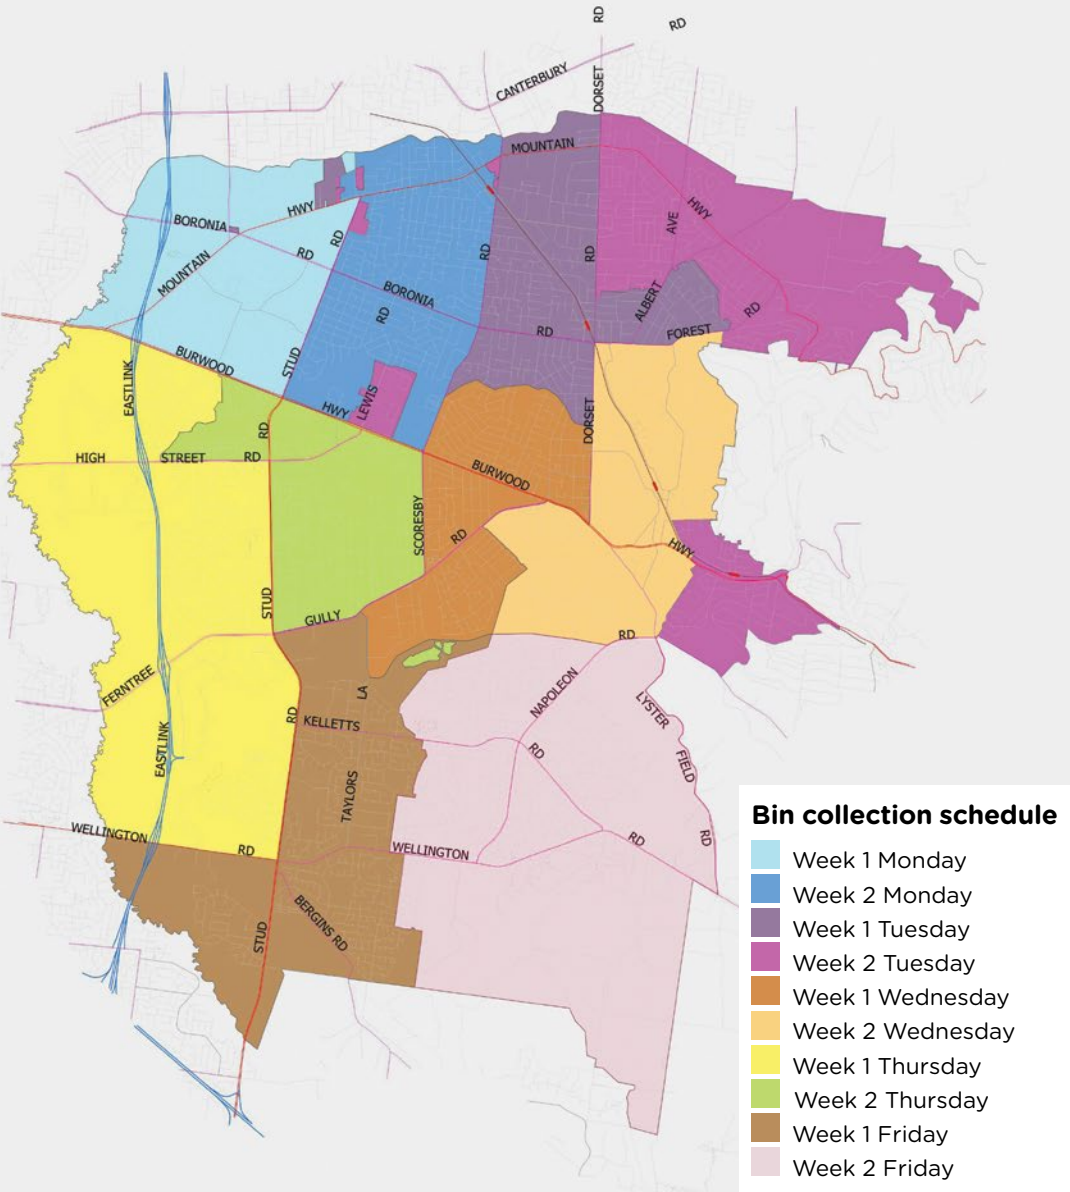 RD
RD
CANTERBURY
DORSET
MOUNTAIN
HWY
AVE
HWY
BORONIA
RD
RD
MOUNTAIN
BORONIA
RD
RD
RD
ALBERT
RD
RD
FOREST
BURWOOD
STUD
EASTLINK
LEWIS
HWY
DORSET
RD
HIGH
STREET
RD
BURWOOD
SCORESBY
RD
HWY
STUD
GULLY
RD
FERNTREE
LA
NAPOLEON
LYSTER
FIELD
RD
KELLETTS
RD
EASTLINK
TAYLORS
WELLINGTON
RD
WELLINGTON
RD
RD
BERGINS RD
STUD
Bin collection schedule
Week 1 Monday
Week 2 Monday
Week 1 Tuesday
Week 2 Tuesday
Week 1 Wednesday
Week 2 Wednesday
Week 1 Thursday
Week 2 Thursday
Week 1 Friday
Week 2 Friday